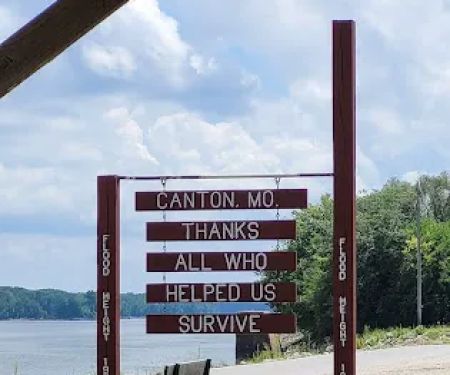 CANTON, MO.
THANKS
ALL WHO
HELPED US
SURVIVE
FLOOD HEIGHT
FLOOD HEIGHT